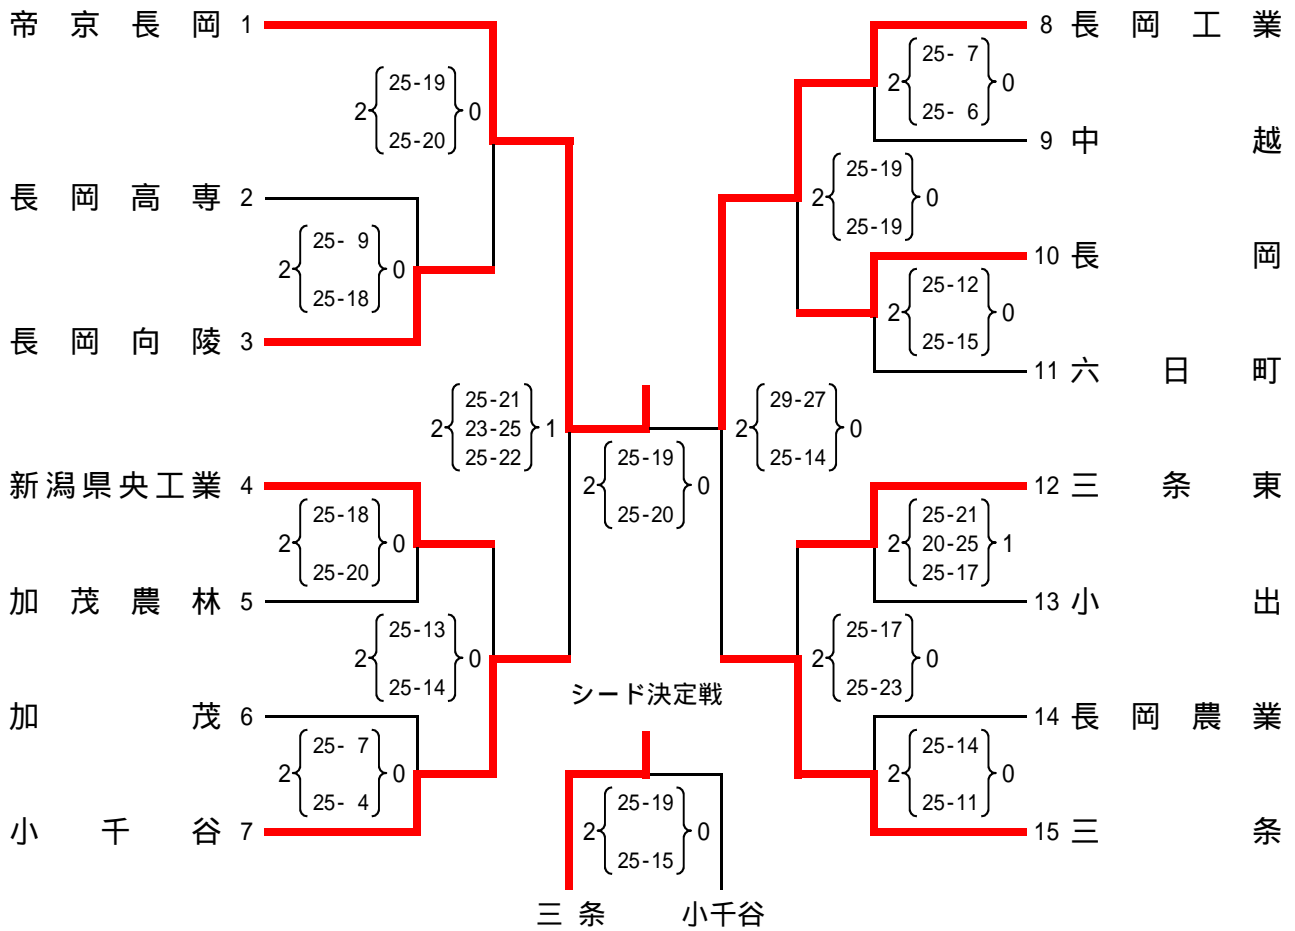 帝京長岡 1
8 長岡工業
25-19
2 0
25-20
25- 7
2 0
25- 6
9 中越
長岡高専 2
25- 9
2 0
25-18
長岡向陵 3
25-19
2 0
25-19
10 長岡
25-12
2 0
25-15
11 六日町
25-21
2 23-25 1
25-22
29-27
2 0
25-14
25-19
2 0
25-20
新潟県央工業 4
25-18
2 0
25-20
加茂農林 5
12 三条東
25-21
2 20-25 1
25-17
13 小出
25-13
2 0
25-14
25-17
2 0
25-23
加茂 6
25- 7
2 0
25- 4
小千谷 7
14 長岡農業
25-14
2 0
25-11
15 三条
シード決定戦
25-19
2 0
25-15
三条 小千谷